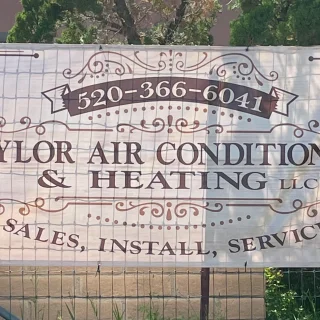 520-366-6041
YLOR AIR CONDITION
& HEATING LLC
SALES, INSTALL, SERVIC